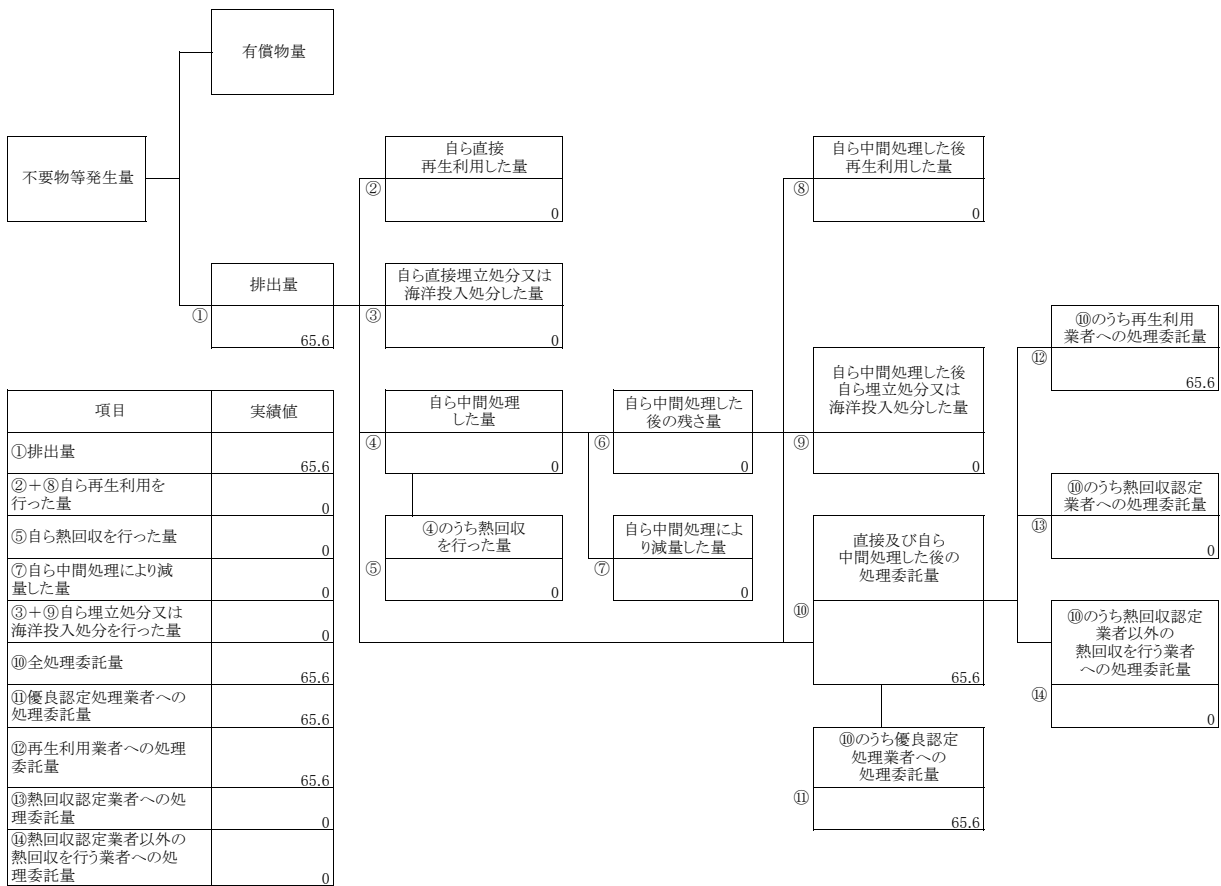 有償物量
不要物等発生量
自ら直接
再生利用した量
②
0
自ら中間処理した後
再生利用した量
⑧
0
排出量
①
65.6
自ら直接埋立処分又は
海洋投入処分した量
③
0
⑩のうち再生利用
業者への処理委託量
⑫
65.6
自ら中間処理
した量
④
0
自ら中間処理した
後の残さ量
⑥
0
自ら中間処理した後
自ら埋立処分又は
海洋投入処分した量
⑨
0
④のうち熱回収
を行った量
⑤
0
自ら中間処理によ
り減量した量
⑦
0
直接及び自ら
中間処理した後の
処理委託量
⑩
65.6
⑩のうち熱回収認定
業者への処理委託量
⑬
0
⑩のうち熱回収認定
業者以外の
熱回収を行う業者
への処理委託量
⑭
0
⑩のうち優良認定
処理業者への
処理委託量
⑪
65.6
項目 実績値
①排出量
65.6
②+⑧自ら再生利用を
行った量
0
⑤自ら熱回収を行った量
0
⑦自ら中間処理により減
量した量
0
③+⑨自ら埋立処分又は
海洋投入処分を行った量
0
⑩全処理委託量
65.6
⑪優良認定処理業者への
処理委託量
65.6
⑫再生利用業者への処理
委託量
65.6
⑬熱回収認定業者への処
理委託量
0
⑭熱回収認定業者以外の
熱回収を行う業者への処
理委託量
0